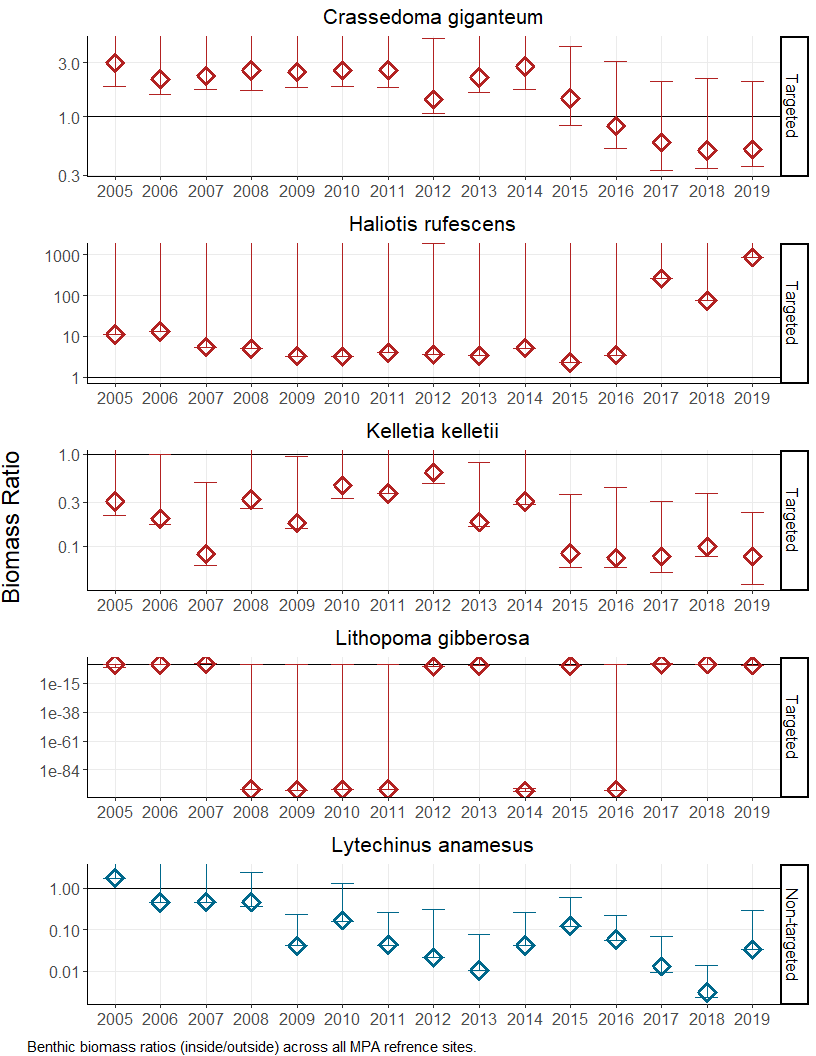 Crassedoma giganteum
3.0
1.0
0.3
Targeted
2005 2006 2007 2008 2009 2010 2011 2012 2013 2014 2015 2016 2017 2018 2019
Haliotis rufescens
1000
100
10
1
Targeted
2005 2006 2007 2008 2009 2010 2011 2012 2013 2014 2015 2016 2017 2018 2019
Biomass Ratio
Kelletia kelletii
1.0
0.3
0.1
Targeted
2005 2006 2007 2008 2009 2010 2011 2012 2013 2014 2015 2016 2017 2018 2019
Lithopoma gibberosa
1e-15
1e-38
1e-61
1e-84
Targeted
2005 2006 2007 2008 2009 2010 2011 2012 2013 2014 2015 2016 2017 2018 2019
Lytechinus anamesus
1.00
0.10
0.01
Non-targeted
2005 2006 2007 2008 2009 2010 2011 2012 2013 2014 2015 2016 2017 2018 2019
Benthic biomass ratios (inside/outside) across all MPA refrence sites.